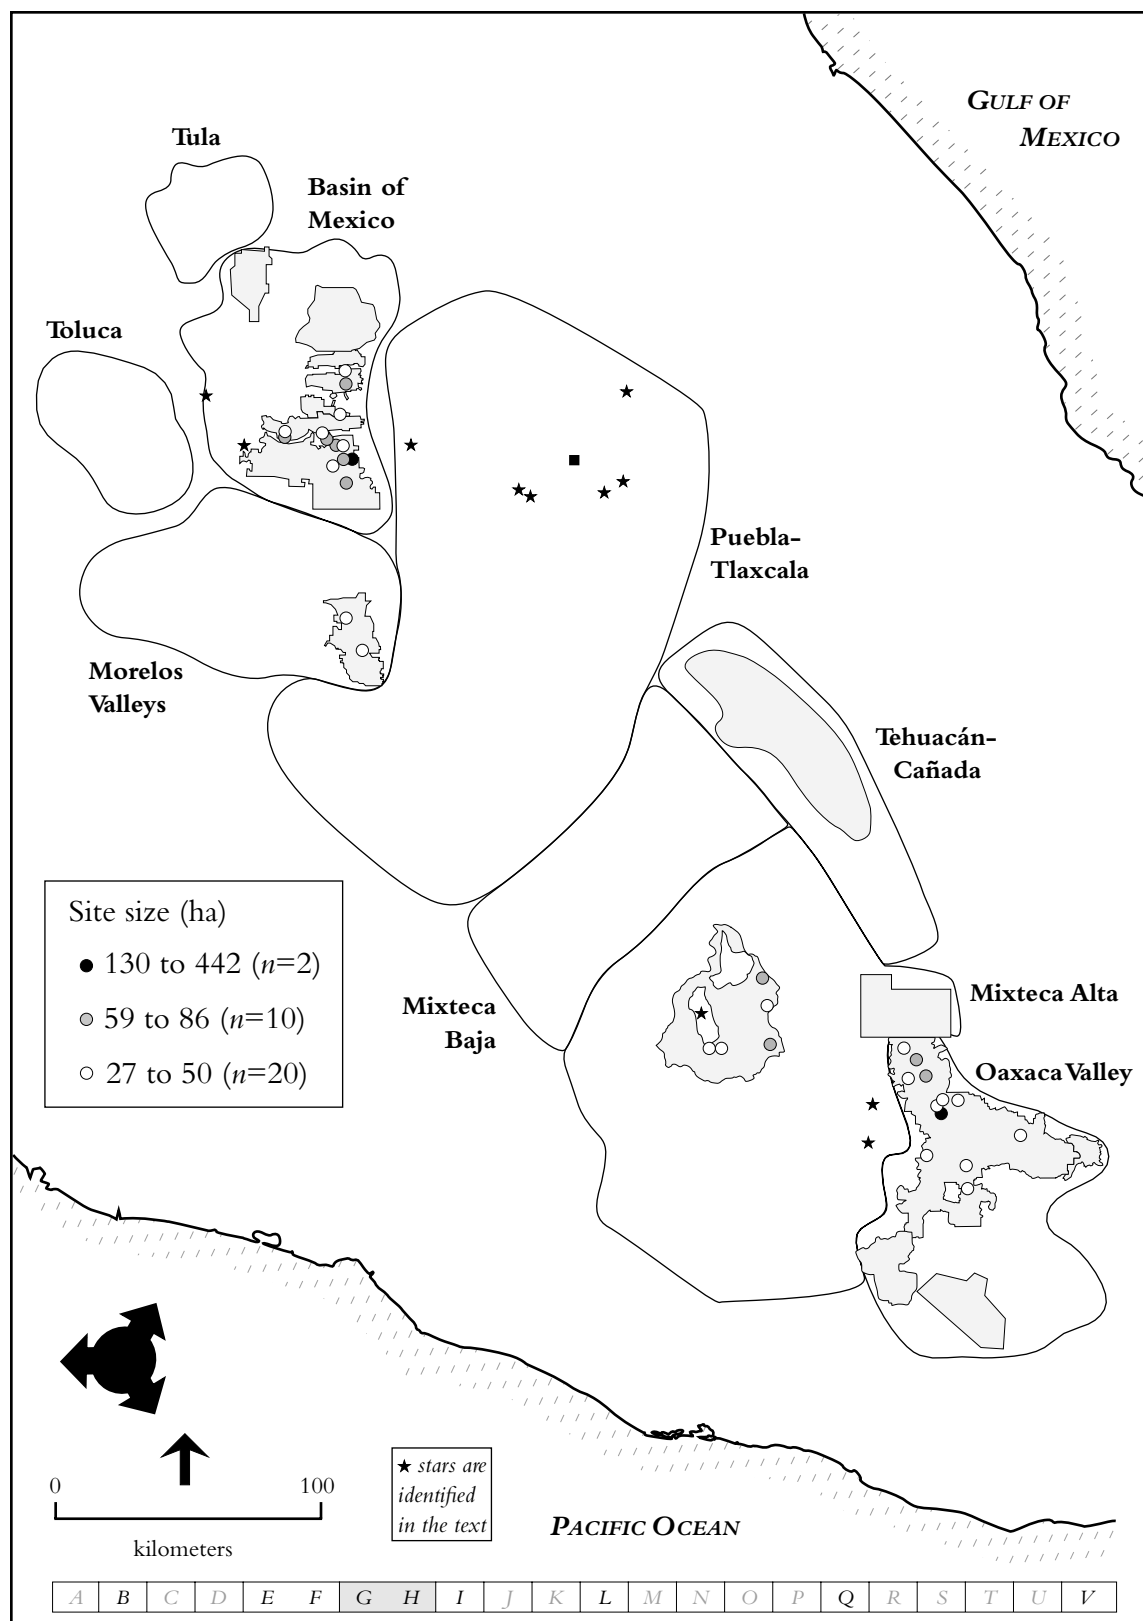 GULF OF
MEXICO
Tula
Basin of
Mexico
Toluca
Puebla-
Tlaxcala
Morelos
Valleys
Tehuacán-
Cañada
Site size (ha)
130 to 442 (n=2)
59 to 86 (n=10)
27 to 50 (n=20)
Mixteca
Baja
Mixteca Alta
Oaxaca Valley
0 100
kilometers
★ stars are
identified
in the text
PACIFIC OCEAN
A B C D E F G H I J K L M N O P Q R S T U V